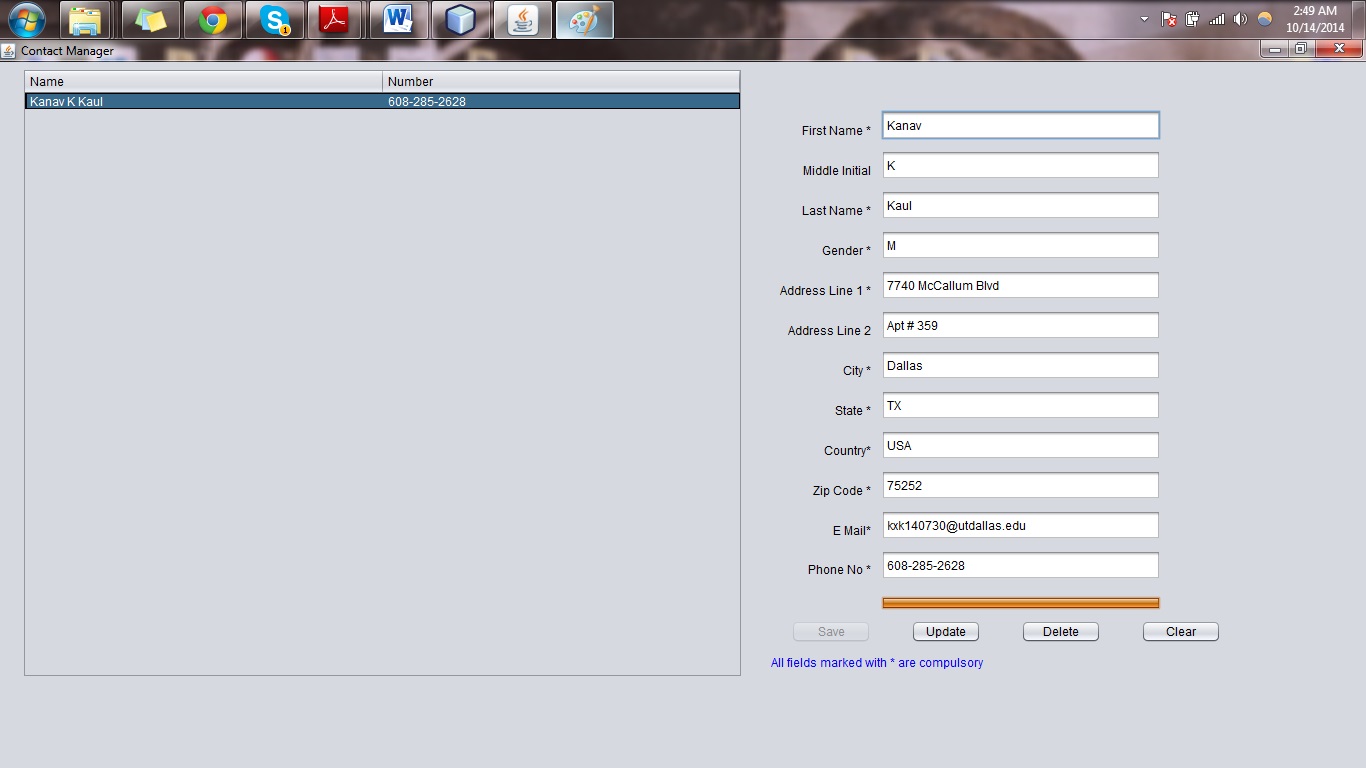 2:49 AM
10/14/2014
Contact Manager
Name Number
Kanav K Kaul 608-285-2628
First Name * Kanav
Middle Initial K
Last Name * Kaul
Gender * M
Address Line 1 * 7740 McCallum Blvd
Address Line 2 Apt # 359
City * Dallas
State * TX
Country* USA
Zip Code * 75252
E Mail* kxk140730@utdallas.edu
Phone No * 608-285-2628
Save Update Delete Clear
All fields marked with * are compulsory